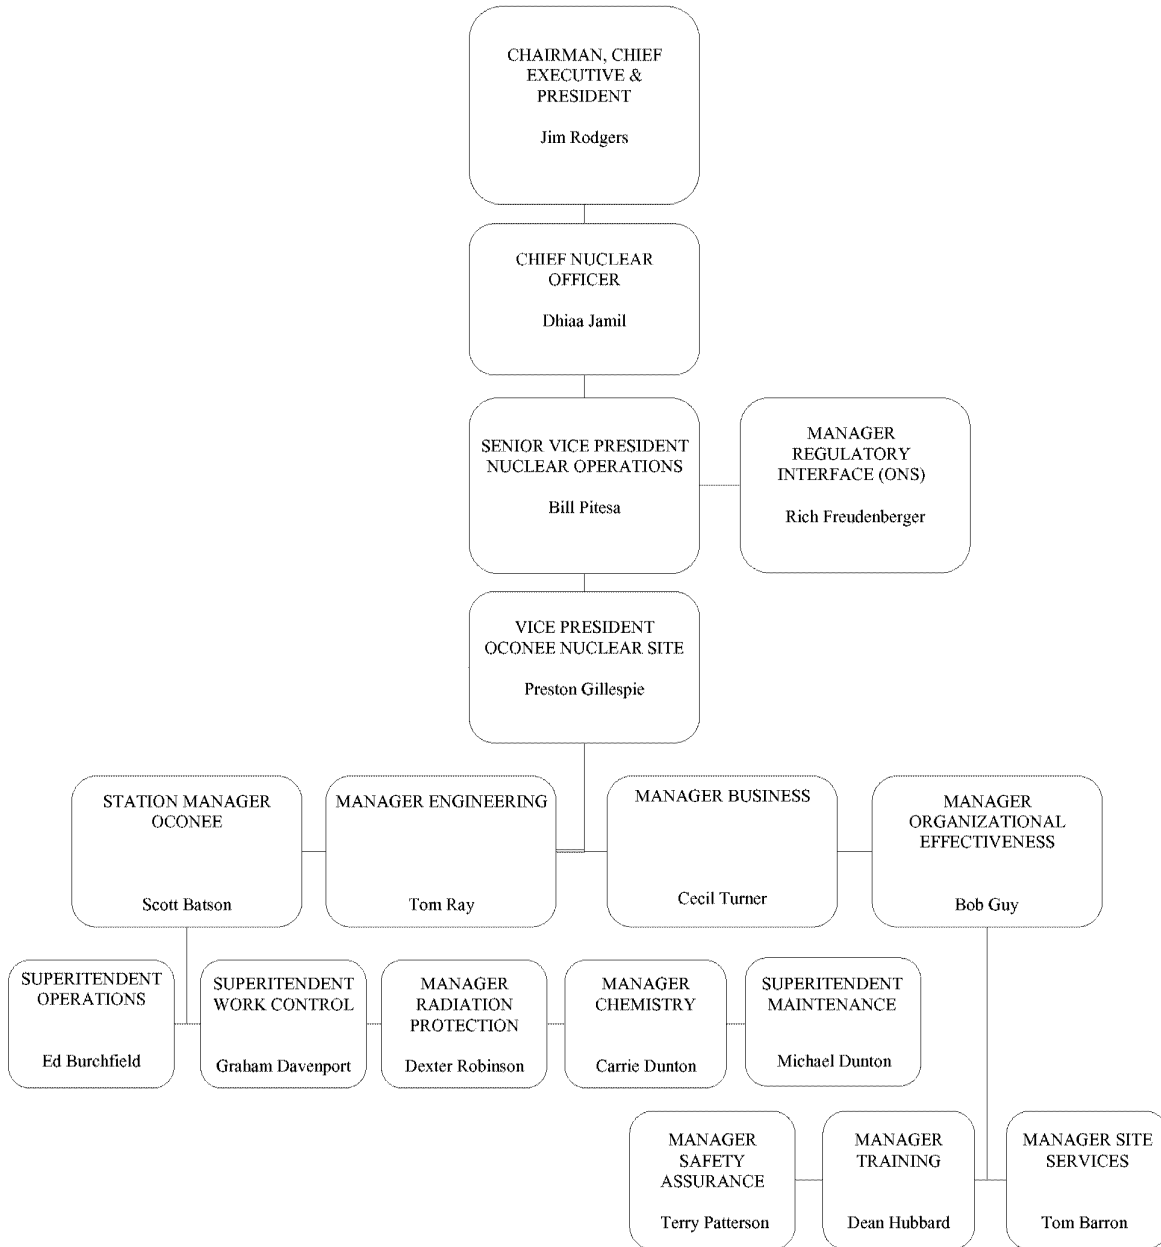 CHAIRMAN, CHIEF
EXECUTIVE &
PRESIDENT
Jim Rodgers
CHIEF NUCLEAR
OFFICER
Dhiaa Jamil
SENIOR VICE PRESIDENT
NUCLEAR OPERATIONS
Bill Pitesa
MANAGER
REGULATORY
INTERFACE (ONS)
Rich Freudenberger
VICE PRESIDENT
OCONEE NUCLEAR SITE
Preston Gillespie
STATION MANAGER
OCONEE
Scott Batson
MANAGER ENGINEERING
Tom Ray
MANAGER BUSINESS
Cecil Turner
MANAGER
ORGANIZATIONAL
EFFECTIVENESS
Bob Guy
SUPERITENDENT
OPERATIONS
Ed Burchfield
SUPERITENDENT
WORK CONTROL
Graham Davenport
MANAGER
RADIATION
PROTECTION
Dexter Robinson
MANAGER
CHEMISTRY
Carrie Dunton
SUPERITENDENT
MAINTENANCE
Michael Dunton
MANAGER
SAFETY
ASSURANCE
Terry Patterson
MANAGER
TRAINING
Dean Hubbard
MANAGER SITE
SERVICES
Tom Barron